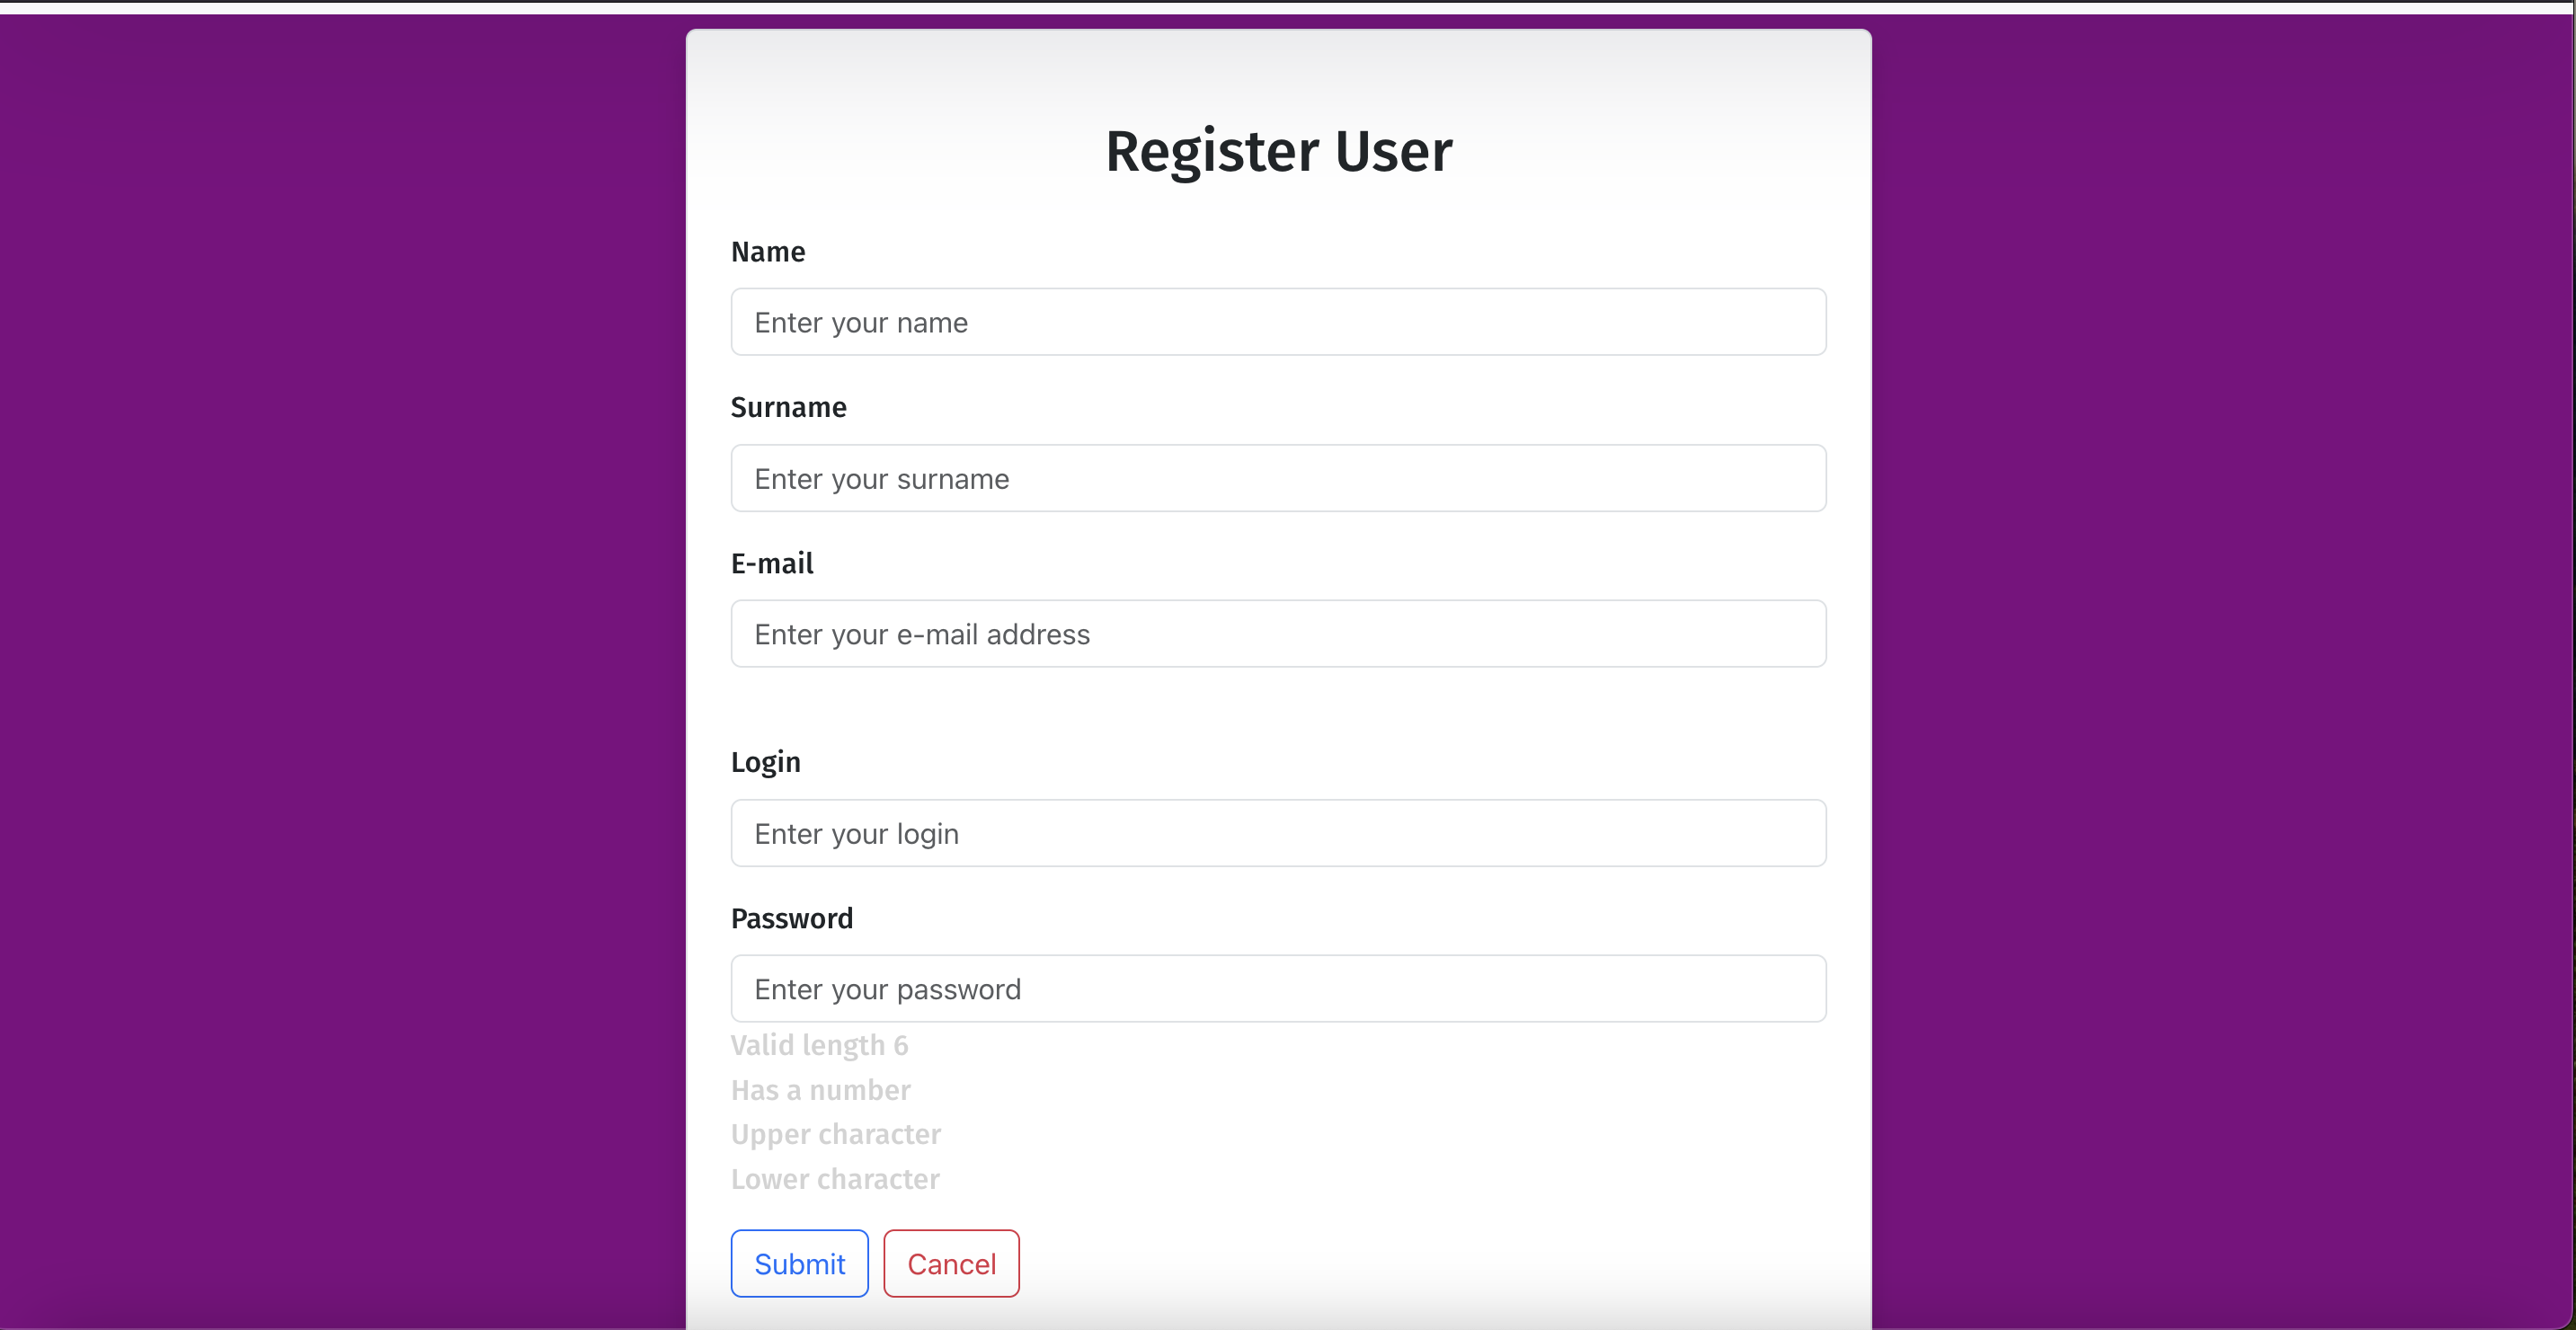 Register User
Name
Enter your name
Surname
Enter your surname
E-mail
Enter your e-mail address
Login
Enter your login
Password
Enter your password
Valid length 6
Has a number
Upper character
Lower character
Submit Cancel